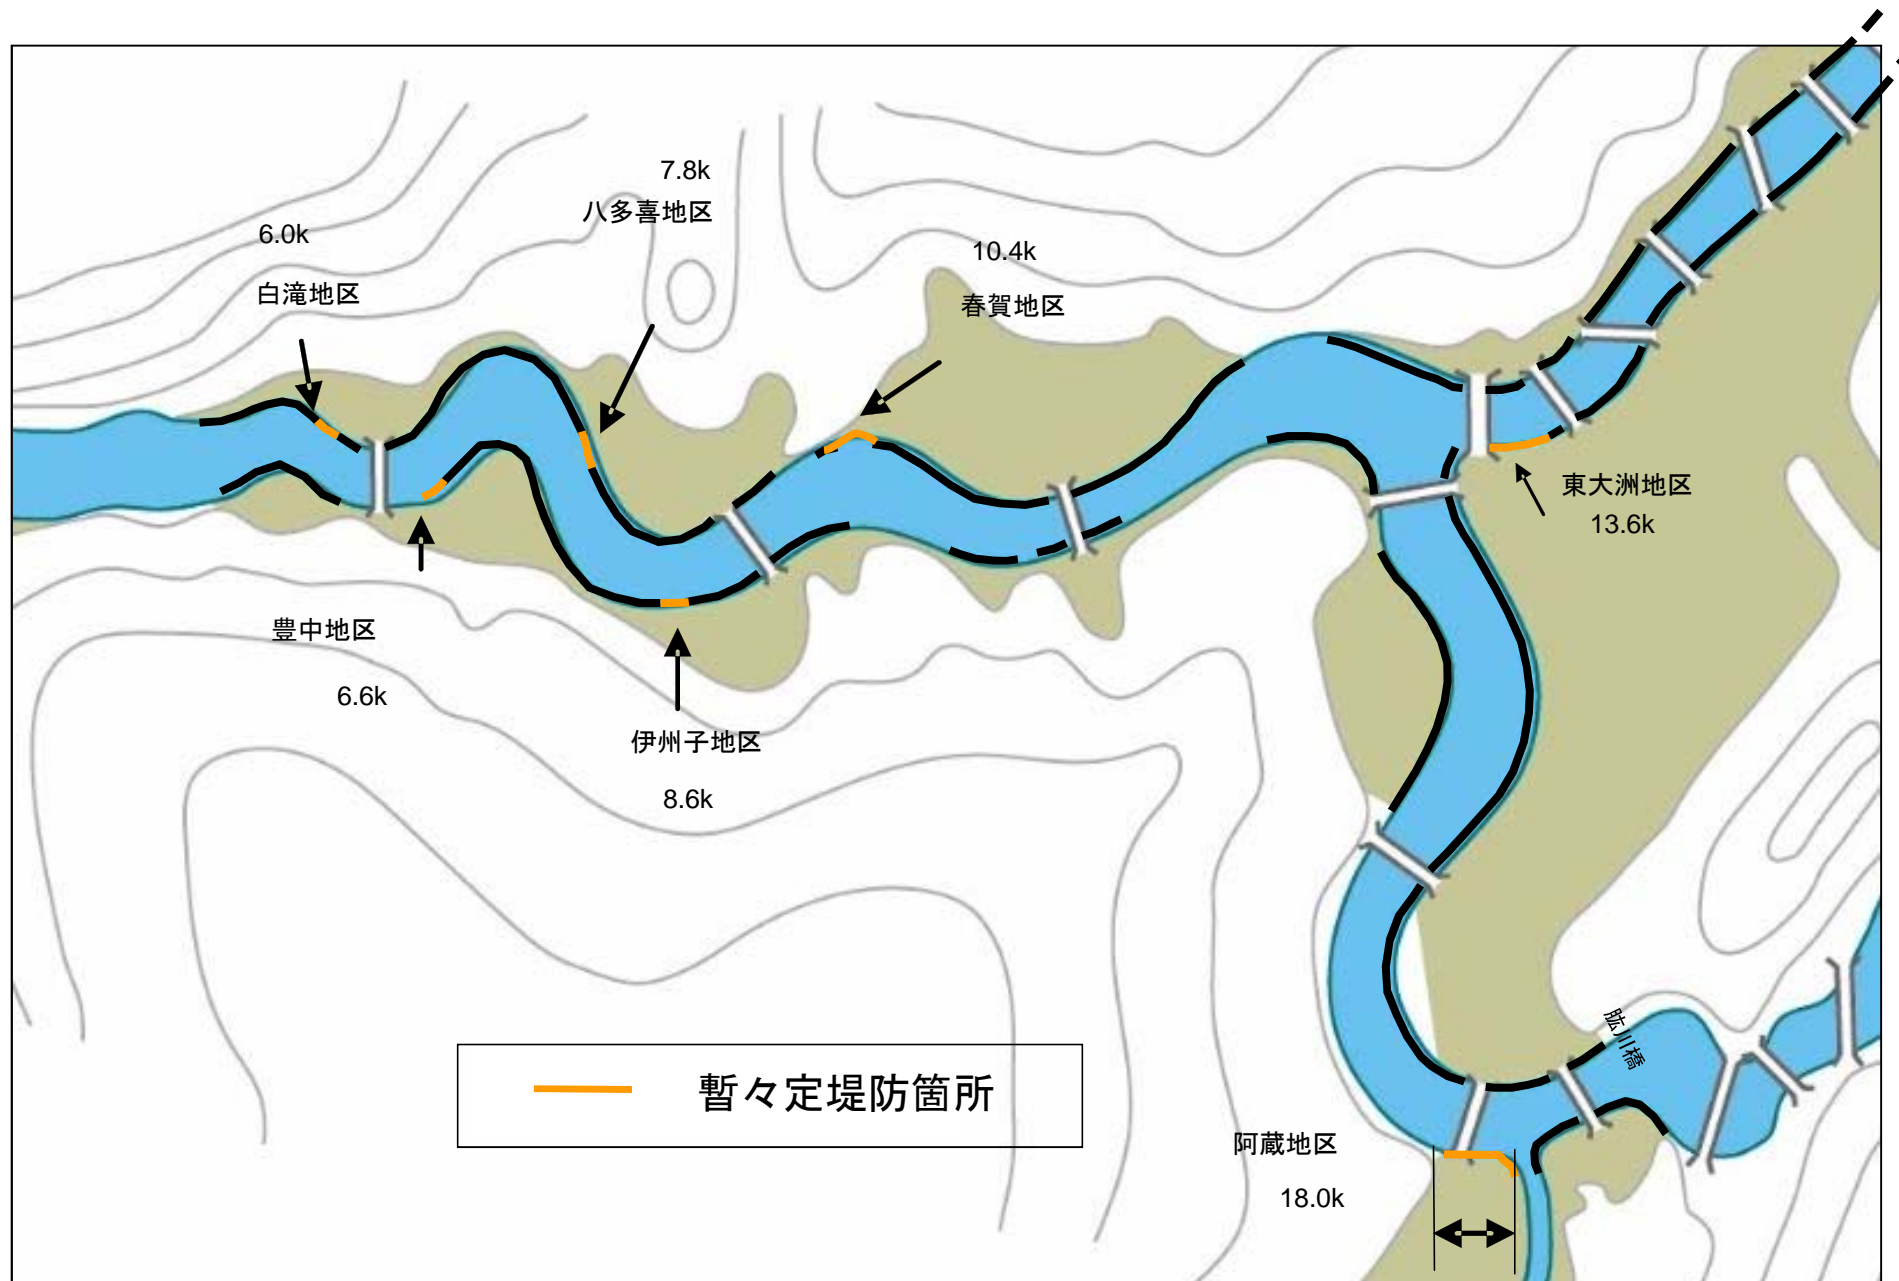 7.8k
八多喜地区
6.0k
白滝地区
10.4k
春賀地区
東大洲地区
13.6k
豊中地区
6.6k
伊州子地区
8.6k
肱川橋
暫々定堤防箇所
阿蔵地区
18.0k